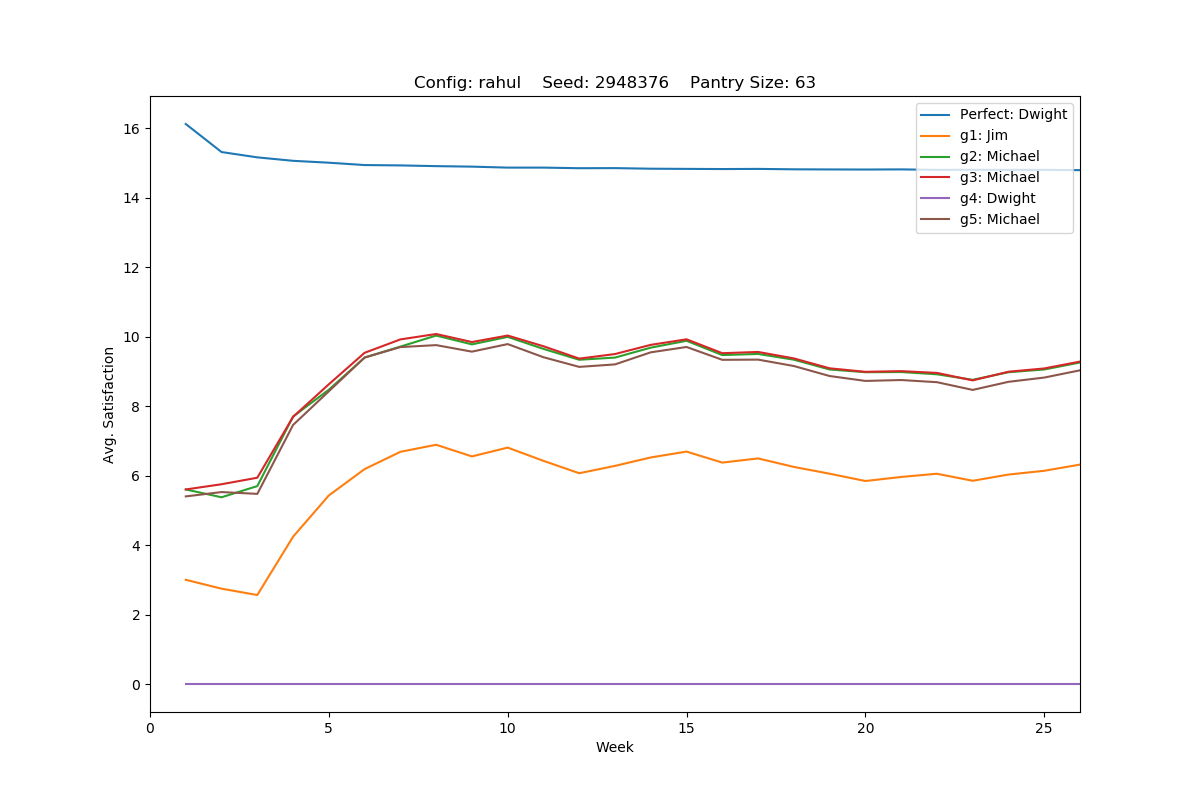 Config: rahul    Seed: 2948376    Pantry Size: 63
Perfect: Dwight
g1: Jim
g2: Michael
g3: Michael
g4: Dwight
g5: Michael
Avg. Satisfaction
16
14
12
10
8
6
4
2
0
0 5 10 15 20 25
Week